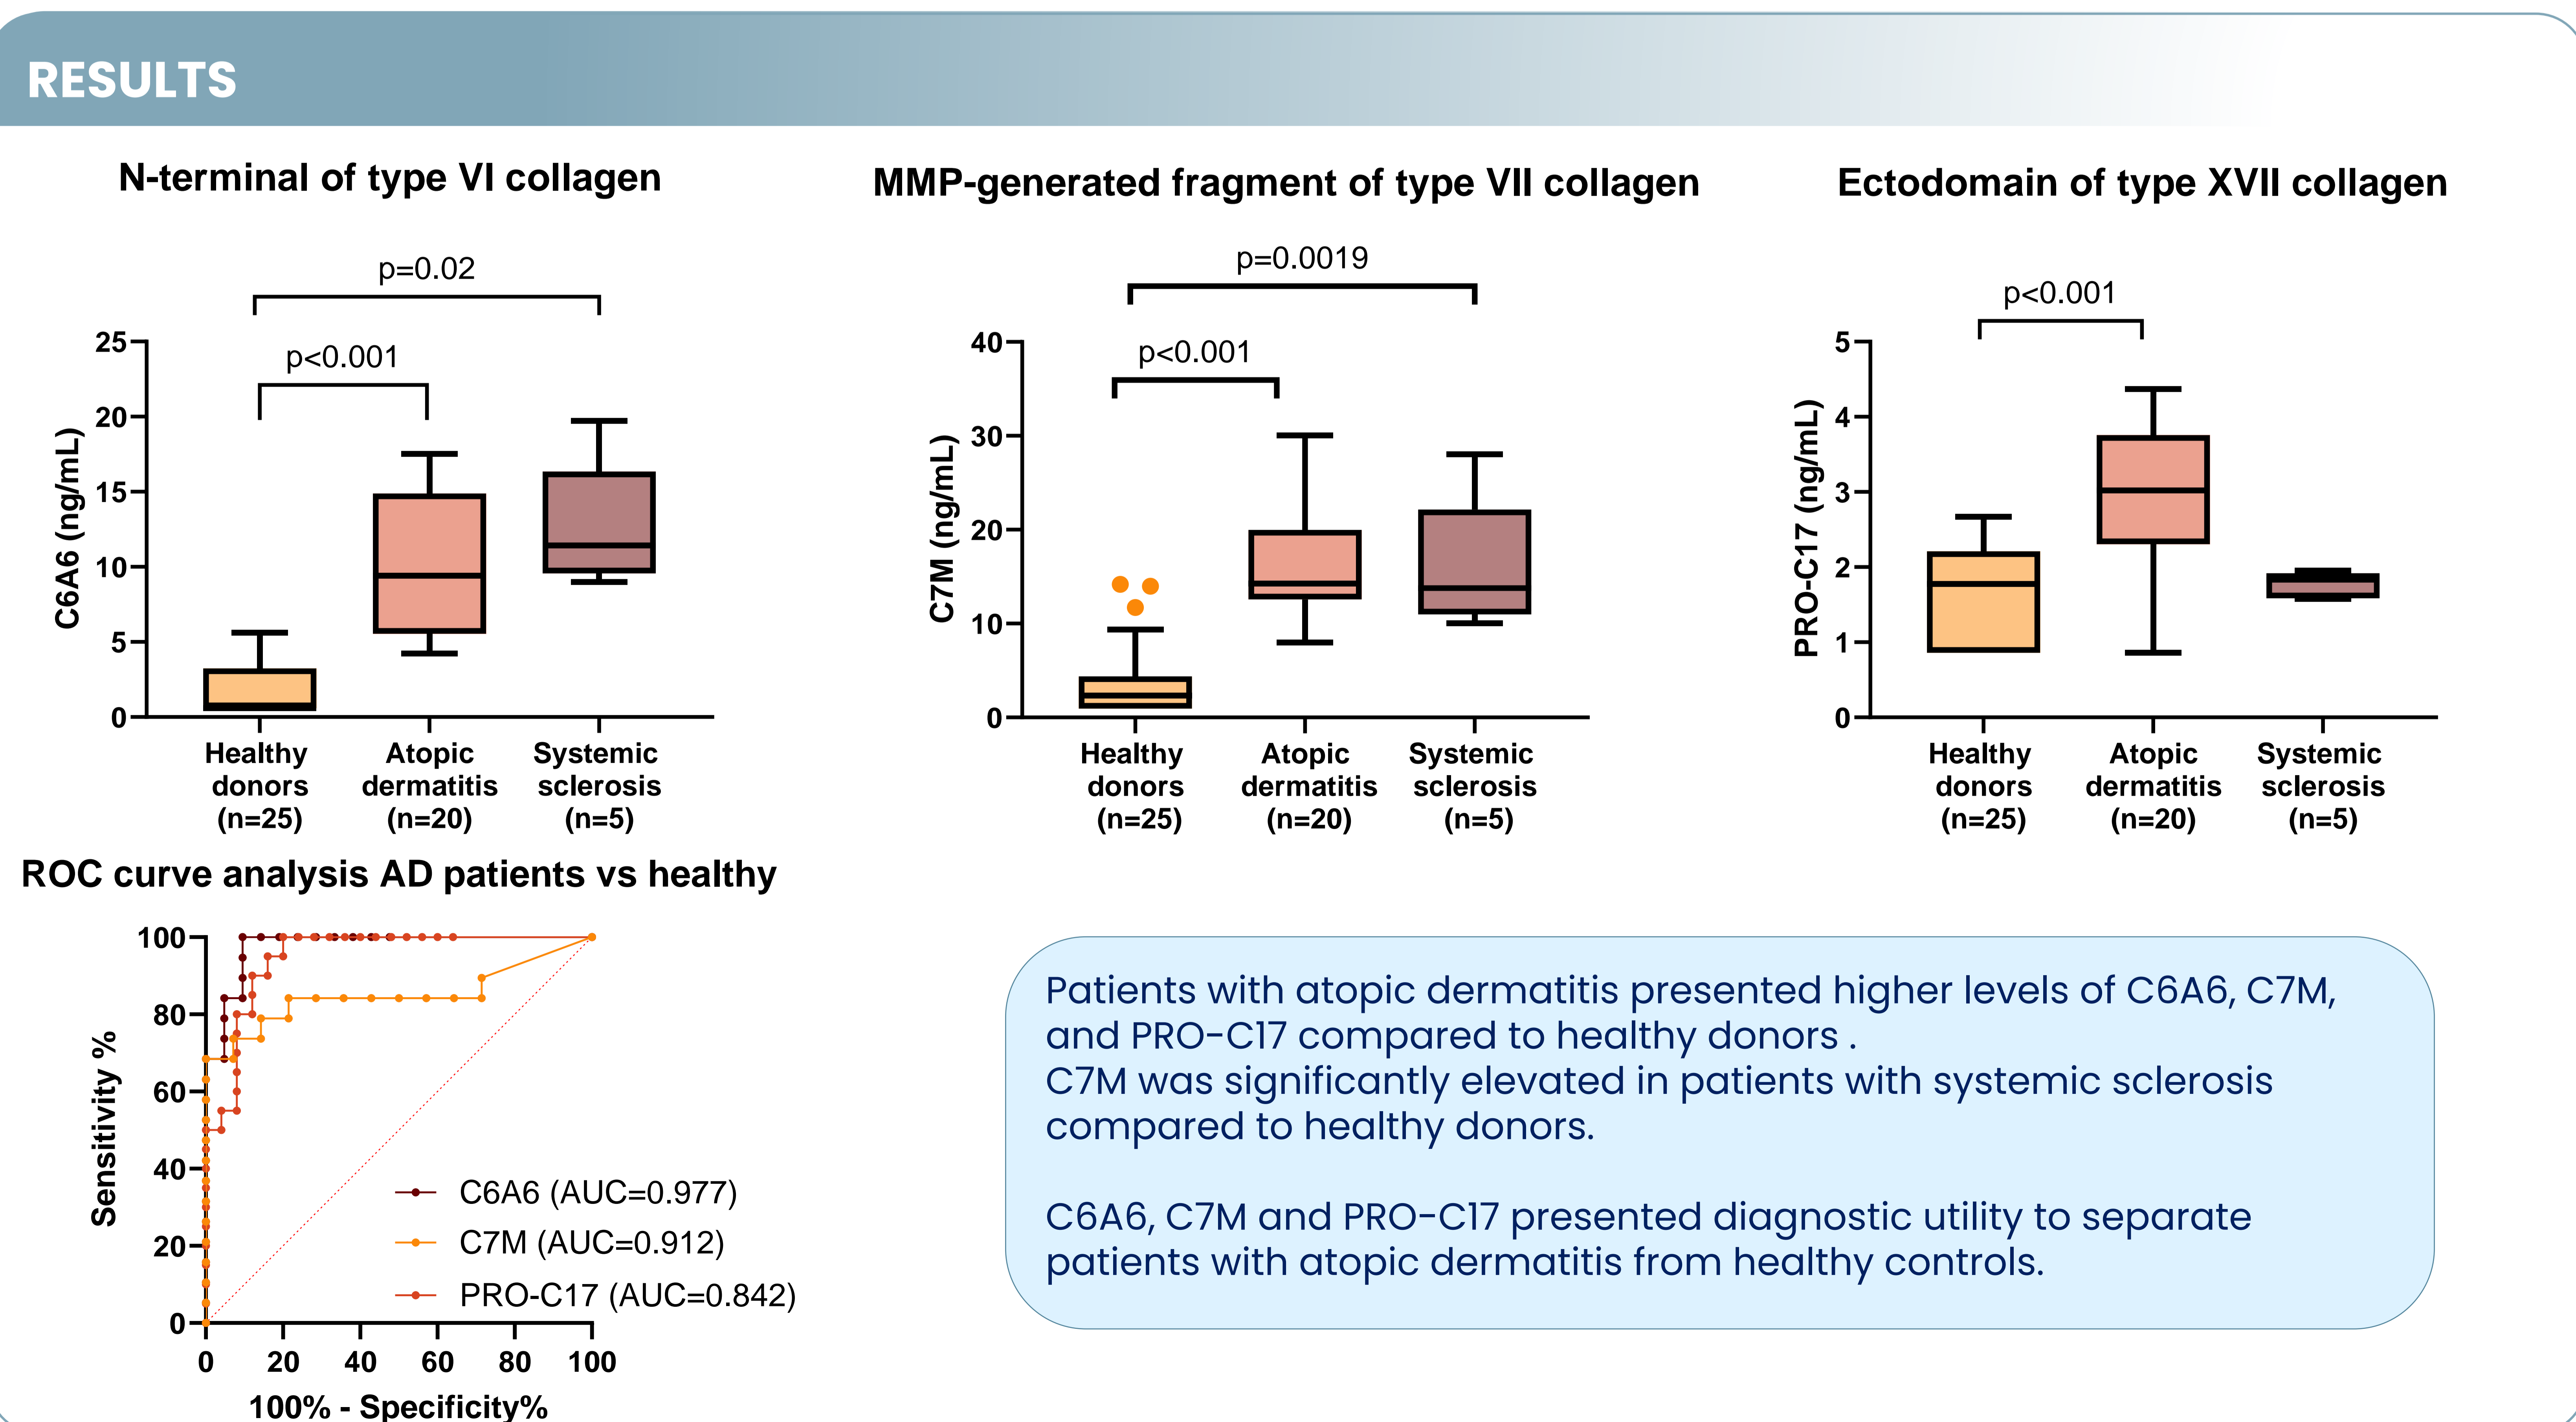 RESULTS
N-terminal of type VI collagen
p=0.02
p<0.001
25
20
15
10
5
0
C6A6 (ng/mL)
Healthy
donors
(n=25)
Atopic
dermatitis
(n=20)
Systemic
sclerosis
(n=5)
MMP-generated fragment of type VII collagen
p=0.0019
p<0.001
40
30
20
10
0
C7M (ng/mL)
Healthy
donors
(n=25)
Atopic
dermatitis
(n=20)
Systemic
sclerosis
(n=5)
Ectodomain of type XVII collagen
p<0.001
5
4
3
2
1
0
PRO-C17 (ng/mL)
Healthy
donors
(n=25)
Atopic
dermatitis
(n=20)
Systemic
sclerosis
(n=5)
ROC curve analysis AD patients vs healthy
100
80
60
40
20
0
Sensitivity %
C6A6 (AUC=0.977)
C7M (AUC=0.912)
PRO-C17 (AUC=0.842)
0 20 40 60 80 100
100% - Specificity%
Patients with atopic dermatitis presented higher levels of C6A6, C7M,
and PRO-C17 compared to healthy donors .
C7M was significantly elevated in patients with systemic sclerosis
compared to healthy donors.
C6A6, C7M and PRO-C17 presented diagnostic utility to separate
patients with atopic dermatitis from healthy controls.